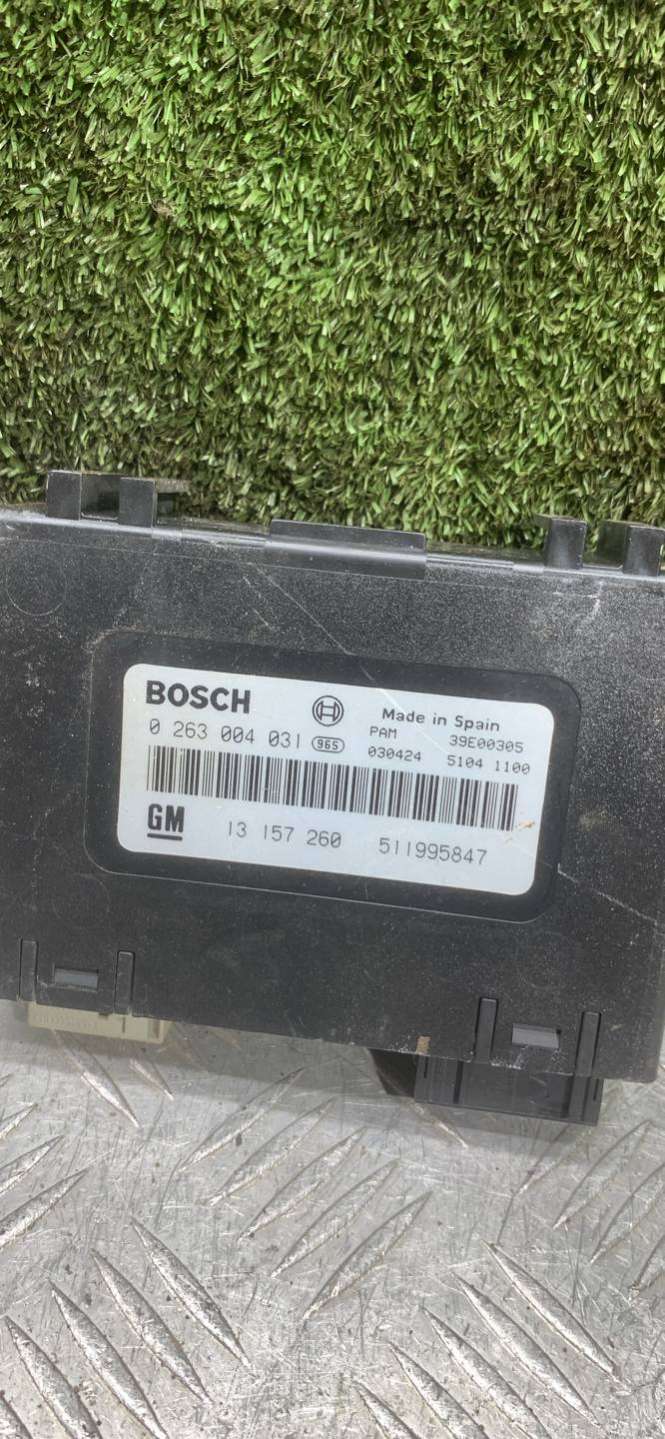 BOSCH Made in Spain
0 263 004 031 965 PAM 39E00305
030424 5104 1100
GM 13 157 260 511995847